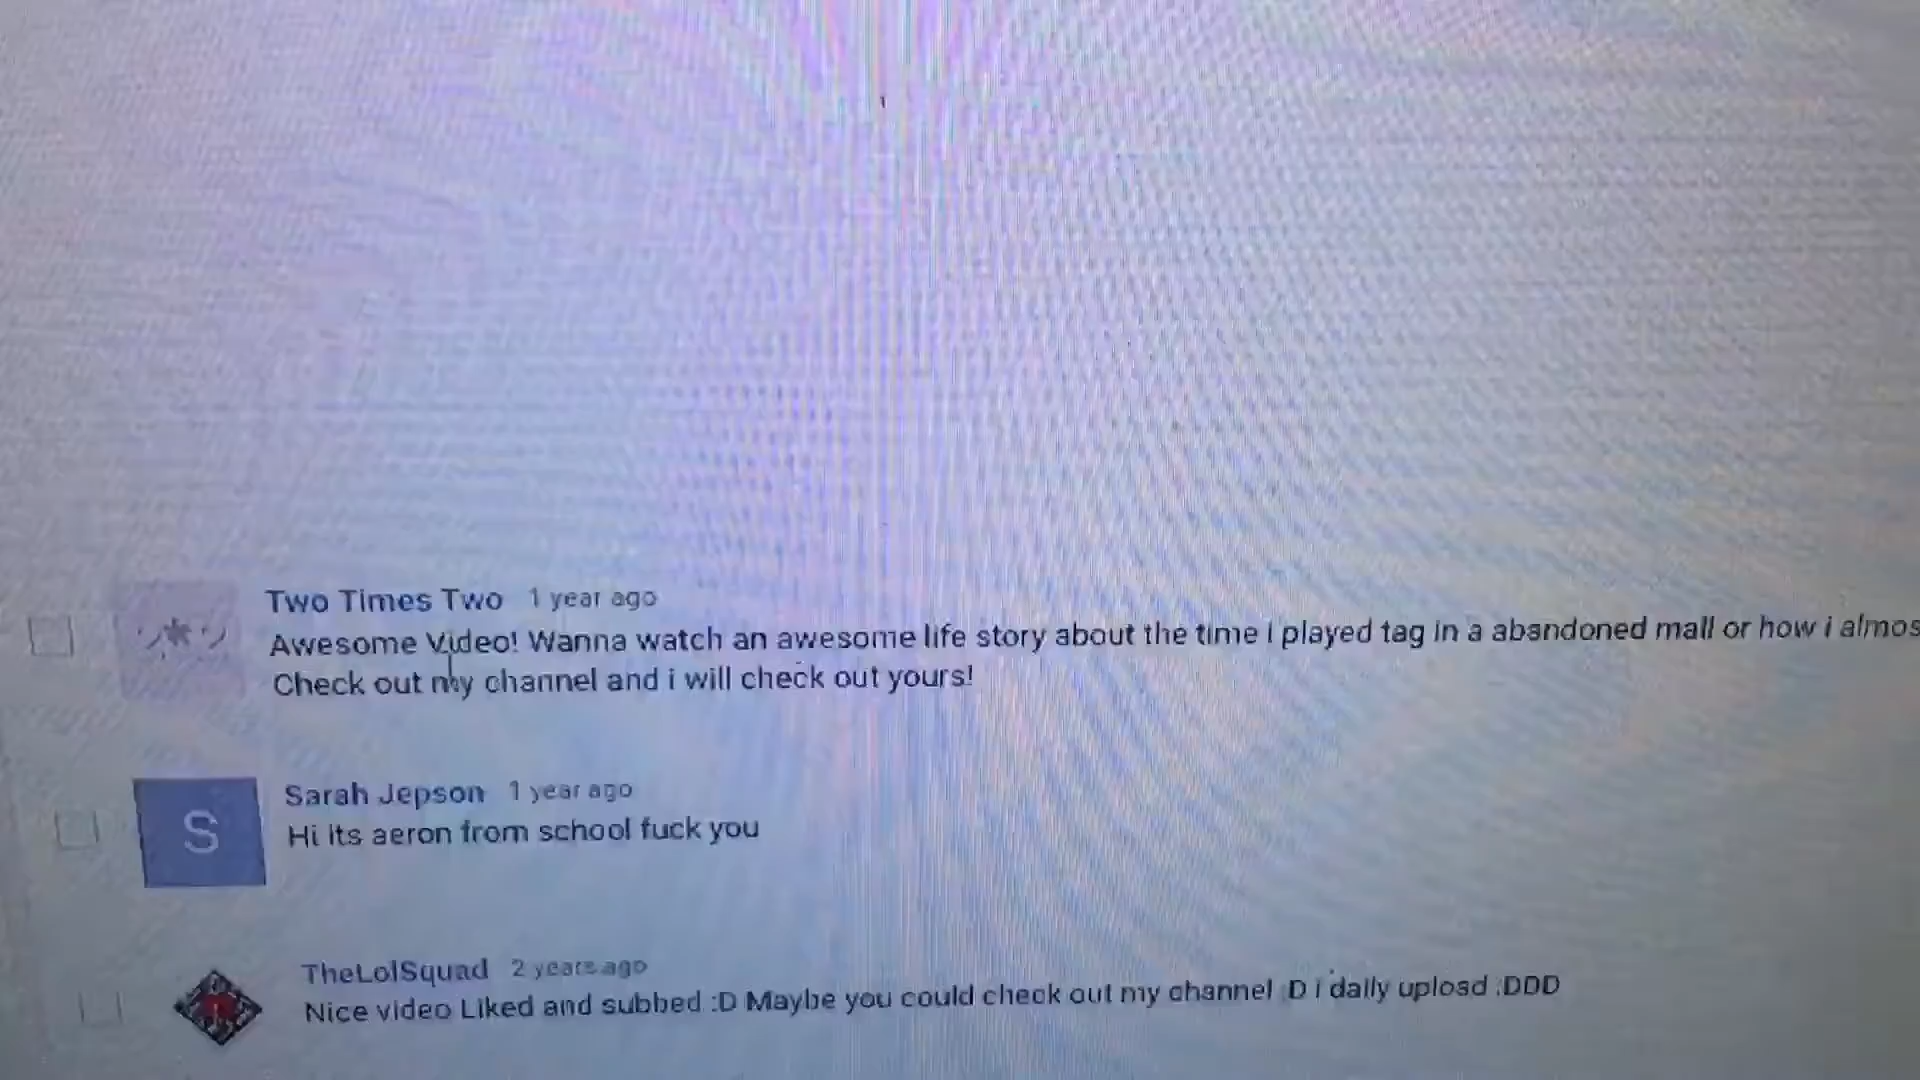 Two Times Two 1 year ago
Awesome Video! Wanna watch an awesome life story about the time i played tag in a abandoned mall or how i almos
Check out my channel and i will check out yours!
S
Sarah Jepson 1 year ago
Hi its aeron from school fuck you
TheLolSquad 2 years ago
Nice video Liked and subbed :D Maybe you could check out my channel :D i daily upload :DDD